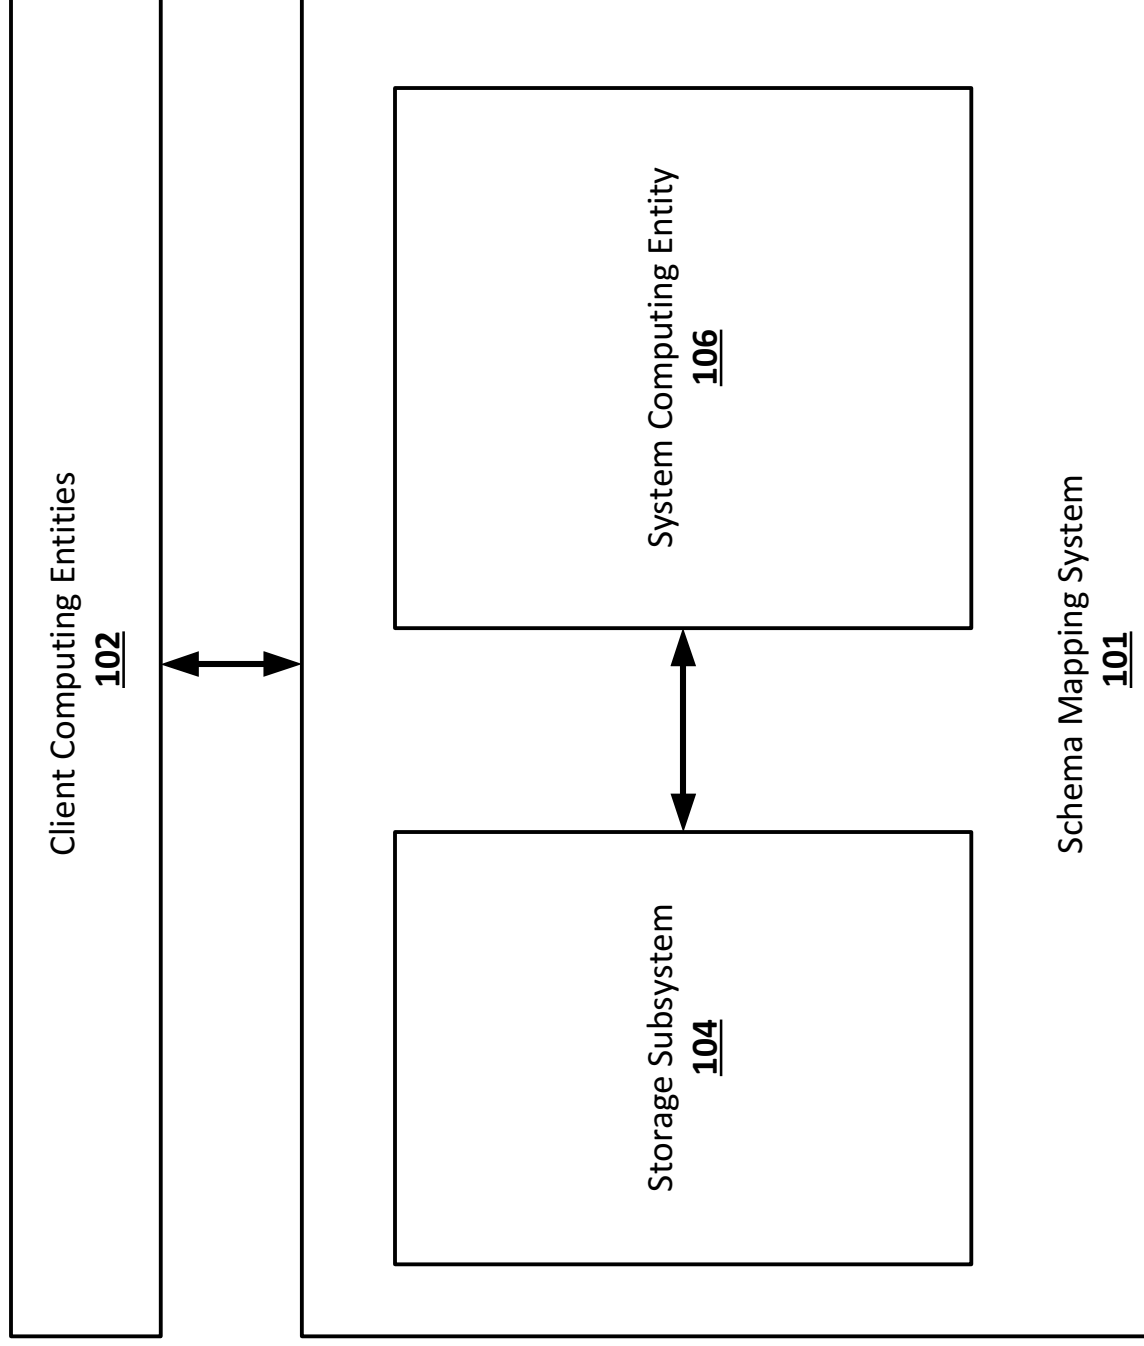 Client Computing Entities
102
Storage Subsystem
104
System Computing Entity
106
Schema Mapping System
101